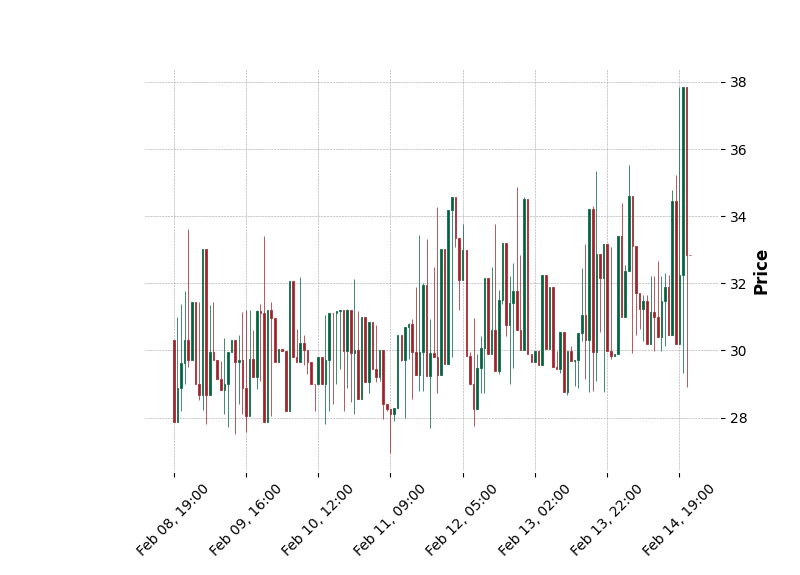 38
36
34
32
30
28
Price
Feb 08, 19:00
Feb 09, 16:00
Feb 10, 12:00
Feb 11, 09:00
Feb 12, 05:00
Feb 13, 02:00
Feb 13, 22:00
Feb 14, 19:00